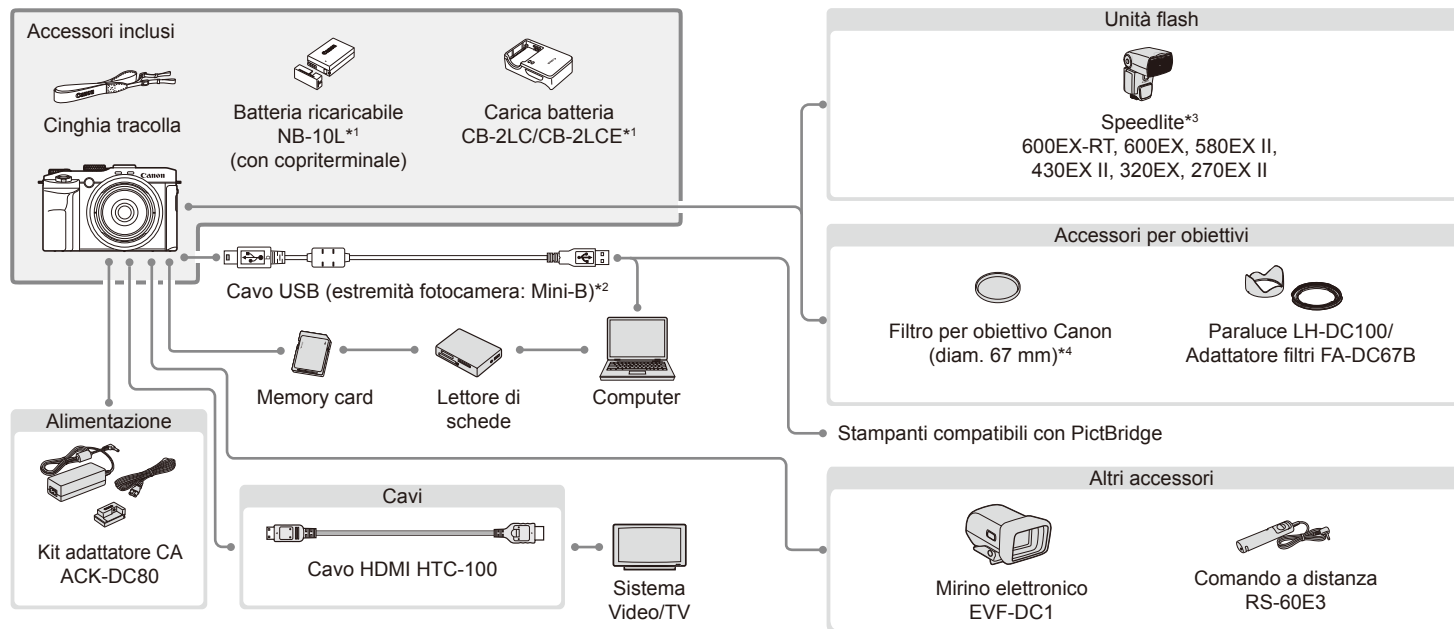 Accessori inclusi
Canon
Cinghia tracolla
Batteria ricaricabile
NB-10L*1
(con copriterminale)
Carica batteria
CB-2LC/CB-2LCE*1
Canon
Unità flash
Speedlite*3
600EX-RT, 600EX, 580EX II,
430EX II, 320EX, 270EX II
Accessori per obiettivi
Filtro per obiettivo Canon
(diam. 67 mm)*4
Paraluce LH-DC100/
Adattatore filtri FA-DC67B
Cavo USB (estremità fotocamera: Mini-B)*2
Memory card
Lettore di
schede
Computer
Stampanti compatibili con PictBridge
Alimentazione
Kit adattatore CA
ACK-DC80
Cavi
Cavo HDMI HTC-100
Sistema
Video/TV
Altri accessori
Mirino elettronico
EVF-DC1
Comando a distanza
RS-60E3